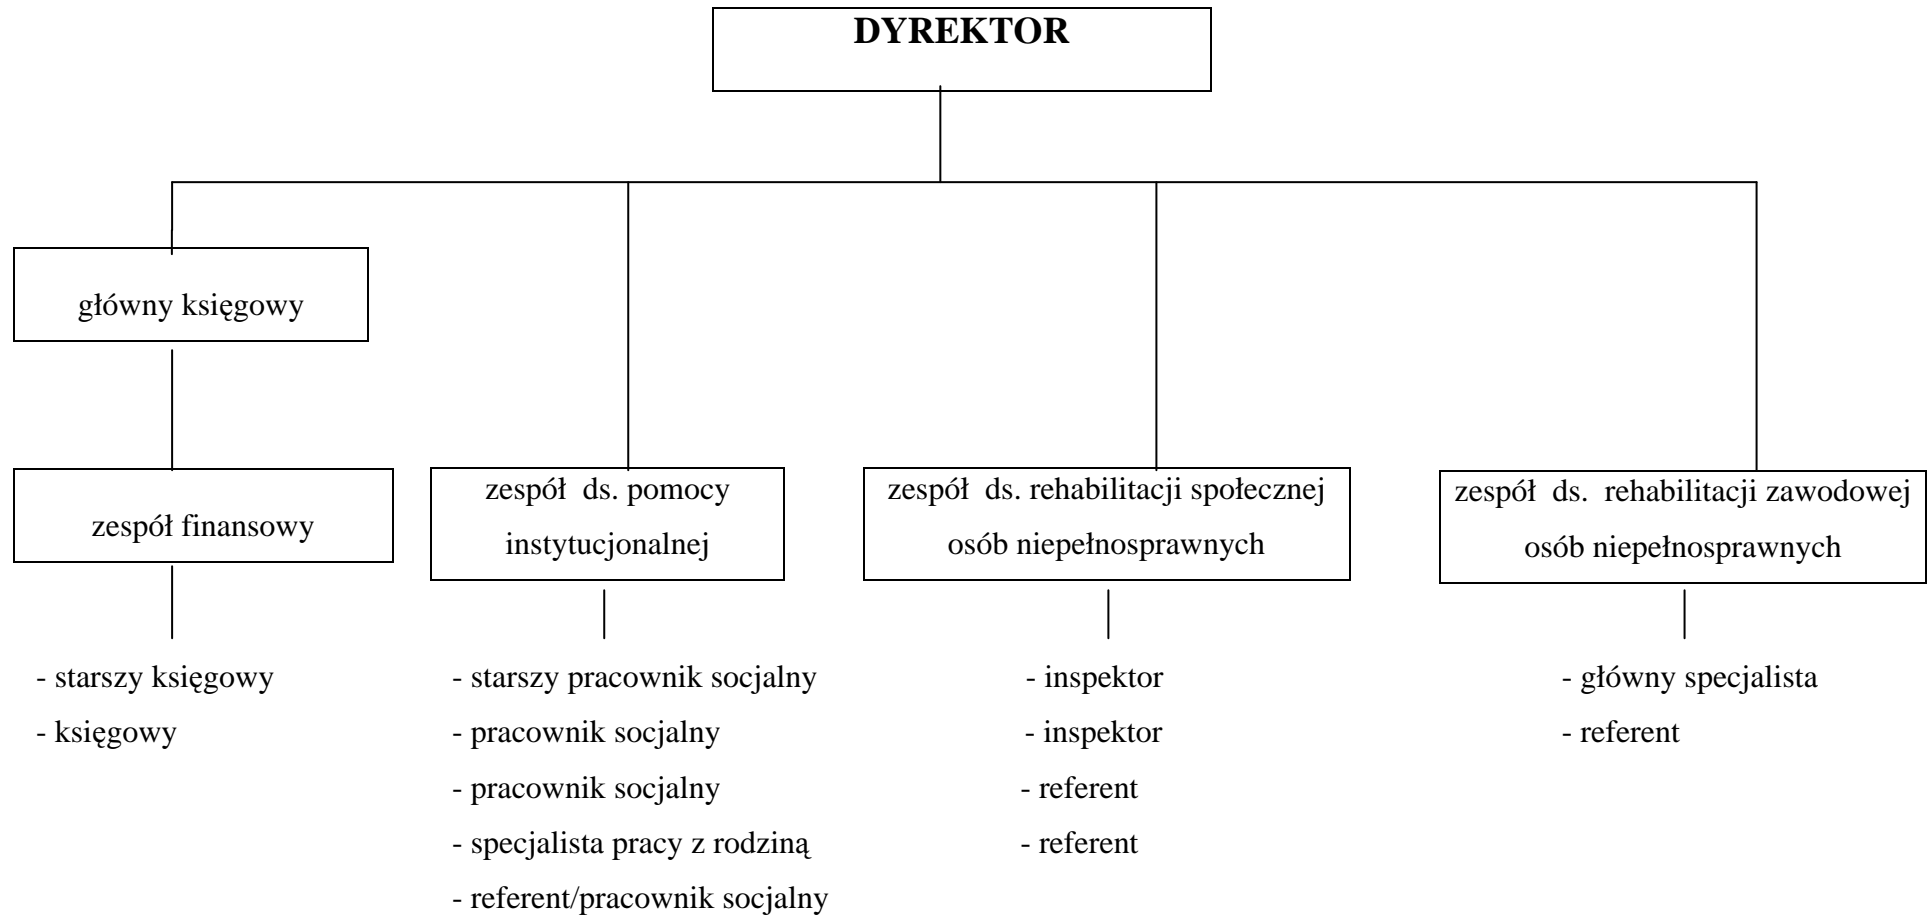 DYREKTOR
główny księgowy
zespół finansowy
- starszy księgowy
- księgowy
zespół ds. pomocy
instytucjonalnej
- starszy pracownik socjalny
- pracownik socjalny
- pracownik socjalny
- specjalista pracy z rodziną
- referent/pracownik socjalny
zespół ds. rehabilitacji społecznej
osób niepełnosprawnych
- inspektor
- inspektor
- referent
- referent
zespół ds. rehabilitacji zawodowej
osób niepełnosprawnych
- główny specjalista
- referent